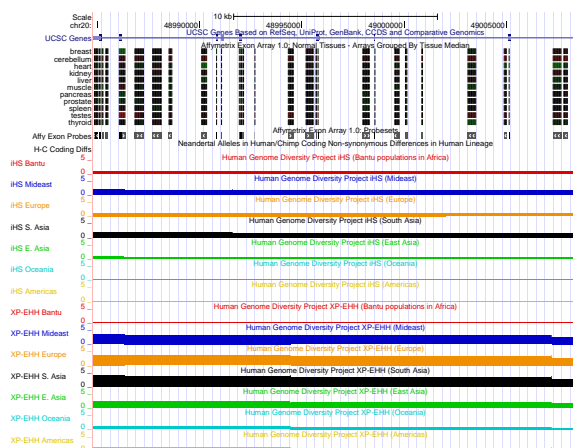 Scale 10 kb
chr20: 48990000 48995000 49000000 49005000
UCSC Genes Based on RefSeq, UniProt, GenBank, CCDS and Comparative Genomics
UCSC Genes
Affymetrix Exon Array 1.0: Normal Tissues - Arrays Grouped By Tissue Median
breast
cerebellum
heart
kidney
liver
muscle
pancreas
prostate
spleen
testes
thyroid
Affymetrix Exon Array 1.0: Probesets
Affy Exon Probes
Neandertal Alleles in Human/Chimp Coding Non-synonymous Differences in Human Lineage
H-C Coding Diffs
5 Human Genome Diversity Project iHS (Bantu populations in Africa)
iHS Bantu
0
5 Human Genome Diversity Project iHS (Mideast)
iHS Mideast
0
5 Human Genome Diversity Project iHS (Europe)
iHS Europe
0
5 Human Genome Diversity Project iHS (South Asia)
iHS S. Asia
0
5 Human Genome Diversity Project iHS (East Asia)
iHS E. Asia
0
5 Human Genome Diversity Project iHS (Oceania)
iHS Oceania
0
5 Human Genome Diversity Project iHS (Americas)
iHS Americas
0
5 Human Genome Diversity Project XP-EHH (Bantu populations in Africa)
XP-EHH Bantu
0
5 Human Genome Diversity Project XP-EHH (Mideast)
XP-EHH Mideast
0
5 Human Genome Diversity Project XP-EHH (Europe)
XP-EHH Europe
0
5 Human Genome Diversity Project XP-EHH (South Asia)
XP-EHH S. Asia
0
5 Human Genome Diversity Project XP-EHH (East Asia)
XP-EHH E. Asia
0
5 Human Genome Diversity Project XP-EHH (Oceania)
XP-EHH Oceania
0
5 Human Genome Diversity Project XP-EHH (Americas)
XP-EHH Americas